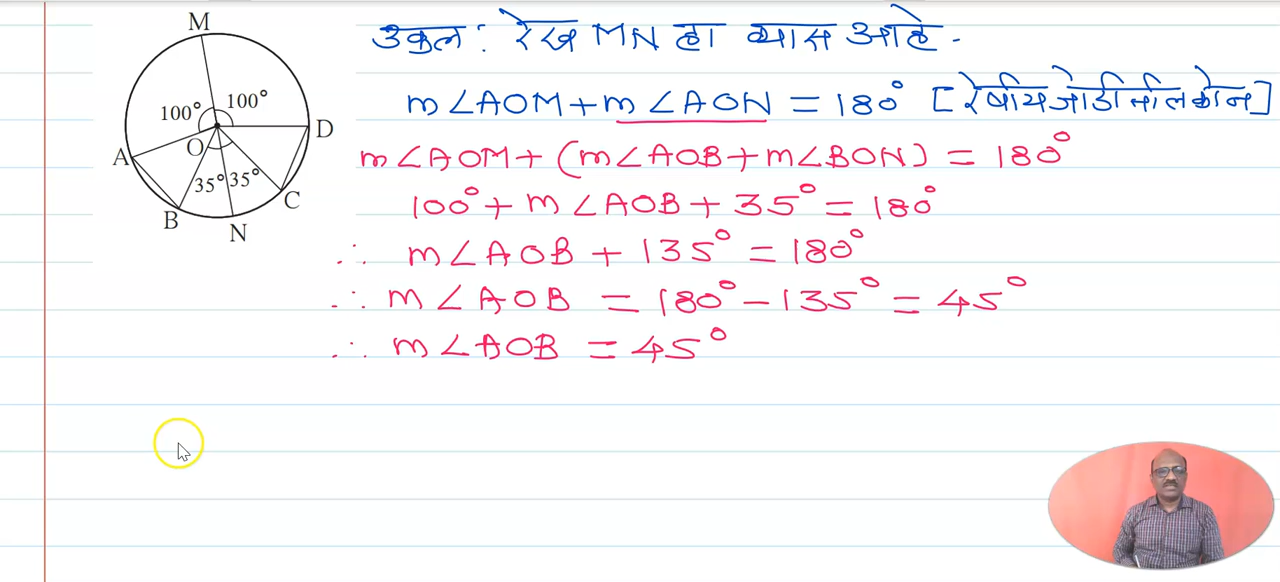 उकल : रेख MN हा व्यास आहे.
m∠AOM + m∠AON = 180° [रेषीय जोडीतील कोन]
m∠AOM + (m∠AOB + m∠BON) = 180°
100° + m∠AOB + 35° = 180°
∴ m∠AOB + 135° = 180°
∴ m∠AOB = 180° – 135° = 45°
∴ m∠AOB = 45°
M
100° 100°
A O D
35° 35°
B N C